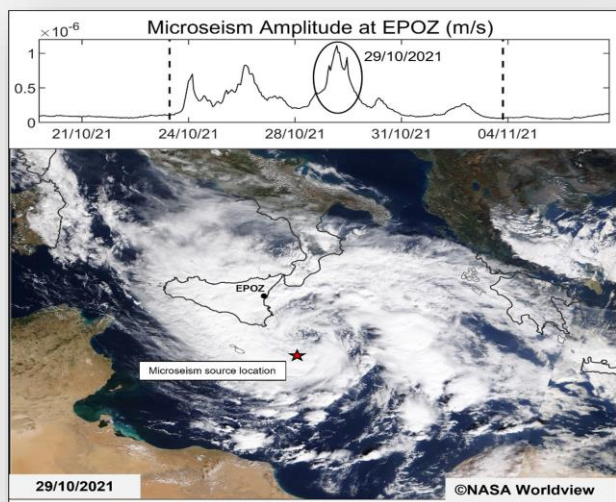 Microseism Amplitude at EPOZ (m/s)
×10⁻⁶
1
0.5
0
29/10/2021
21/10/21 24/10/21 28/10/21 31/10/21 04/11/21
EPOZ
Microseism source location
29/10/2021
©NASA Worldview